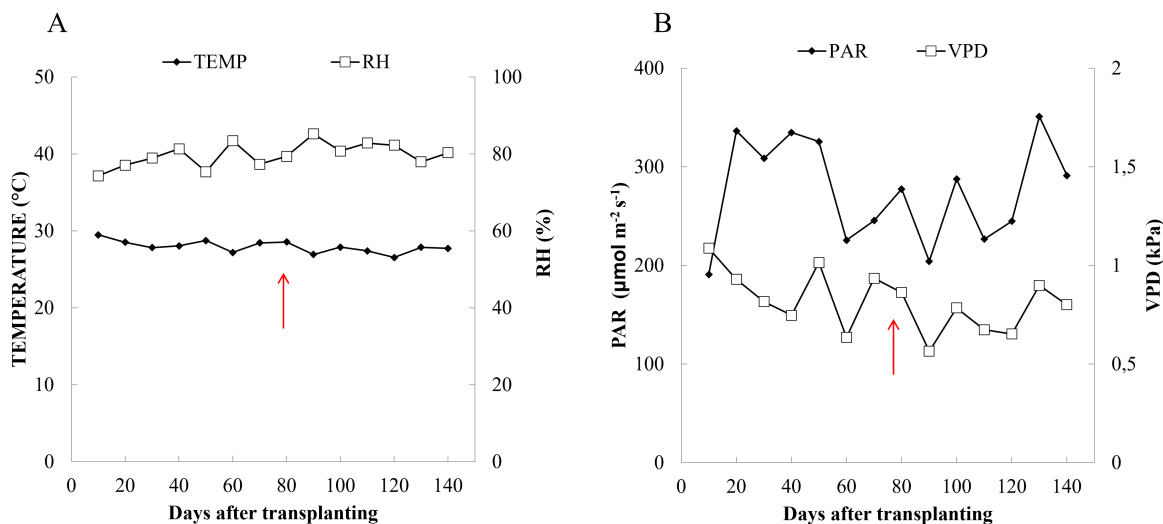 A
TEMP RH
TEMPERATURE (°C)
50
40
30
20
10
0
100
80
60
40
20
0
RH (%)
0 20 40 60 80 100 120 140
Days after transplanting
B
PAR VPD
PAR (µmol m⁻² s⁻¹)
400
300
200
100
0
2
1,5
1
0,5
0
VPD (kPa)
0 20 40 60 80 100 120 140
Days after transplanting